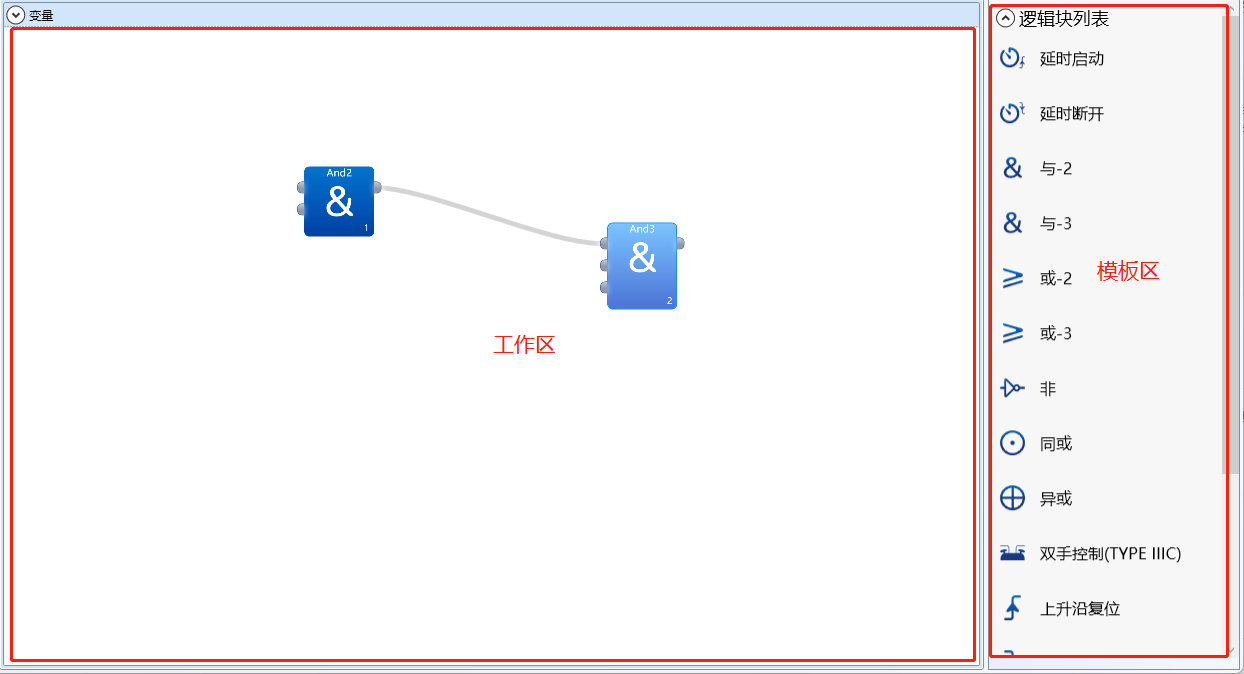 变量
And2
&
1
And3
&
2
工作区
逻辑块列表
延时启动
延时断开
& 与-2
& 与-3
或-2
或-3
非
同或
异或
双手控制(TYPE IIIC)
上升沿复位
模板区